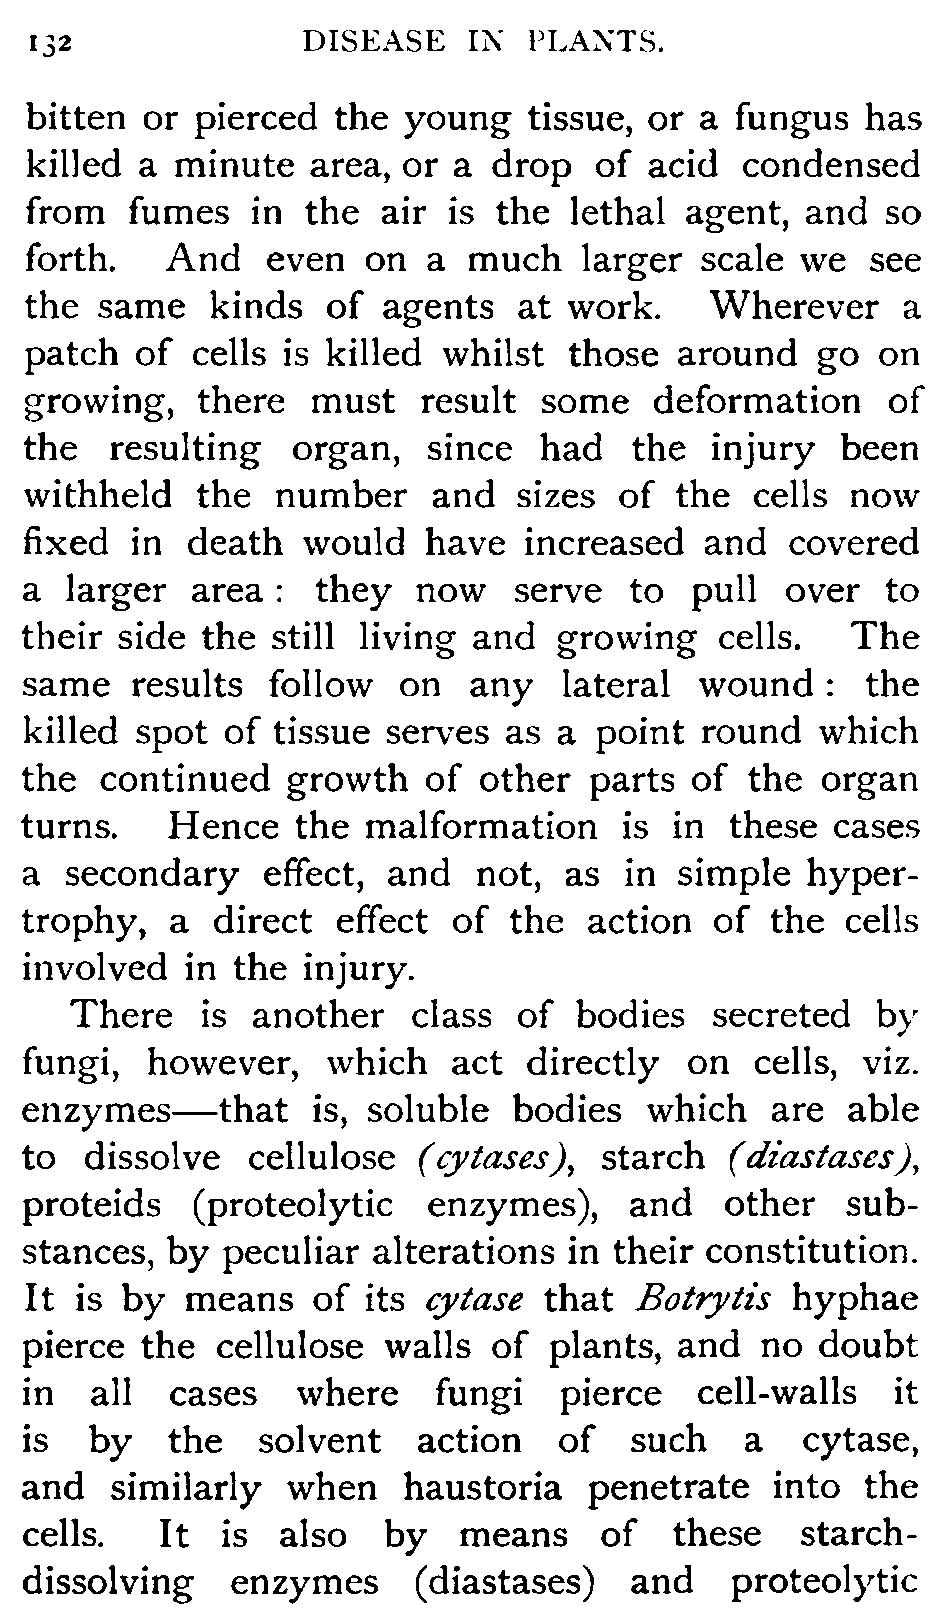 132 DISEASE IN PLANTS.
bitten or pierced the young tissue, or a fungus has
killed a minute area, or a drop of acid condensed
from fumes in the air is the lethal agent, and so
forth. And even on a much larger scale we see
the same kinds of agents at work. Wherever a
patch of cells is killed whilst those around go on
growing, there must result some deformation of
the resulting organ, since had the injury been
withheld the number and sizes of the cells now
fixed in death would have increased and covered
a larger area : they now serve to pull over to
their side the still living and growing cells. The
same results follow on any lateral wound : the
killed spot of tissue serves as a point round which
the continued growth of other parts of the organ
turns. Hence the malformation is in these cases
a secondary effect, and not, as in simple hyper-
trophy, a direct effect of the action of the cells
involved in the injury.
There is another class of bodies secreted by
fungi, however, which act directly on cells, viz.
enzymes—that is, soluble bodies which are able
to dissolve cellulose (cytases), starch (diastases),
proteids (proteolytic enzymes), and other sub-
stances, by peculiar alterations in their constitution.
It is by means of its cytase that Botrytis hyphae
pierce the cellulose walls of plants, and no doubt
in all cases where fungi pierce cell-walls it
is by the solvent action of such a cytase,
and similarly when haustoria penetrate into the
cells. It is also by means of these starch-
dissolving enzymes (diastases) and proteolytic